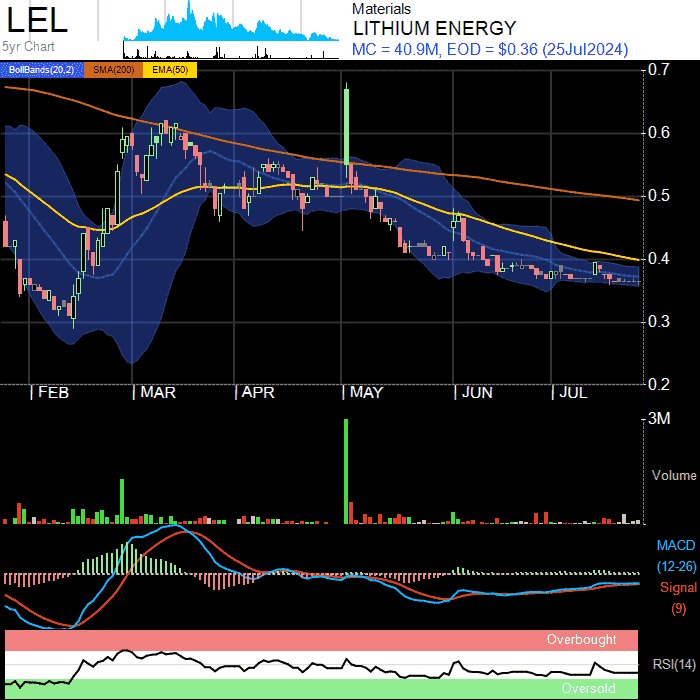 LEL
5yr Chart
Materials
LITHIUM ENERGY
MC = 40.9M, EOD = $0.36 (25Jul2024)
BollBands(20,2) SMA(200) EMA(50)
0.7
0.6
0.5
0.4
0.3
0.2
| FEB | MAR | APR | MAY | JUN | JUL
3M
Volume
MACD
(12-26)
Signal
(9)
Overbought
RSI(14)
Oversold